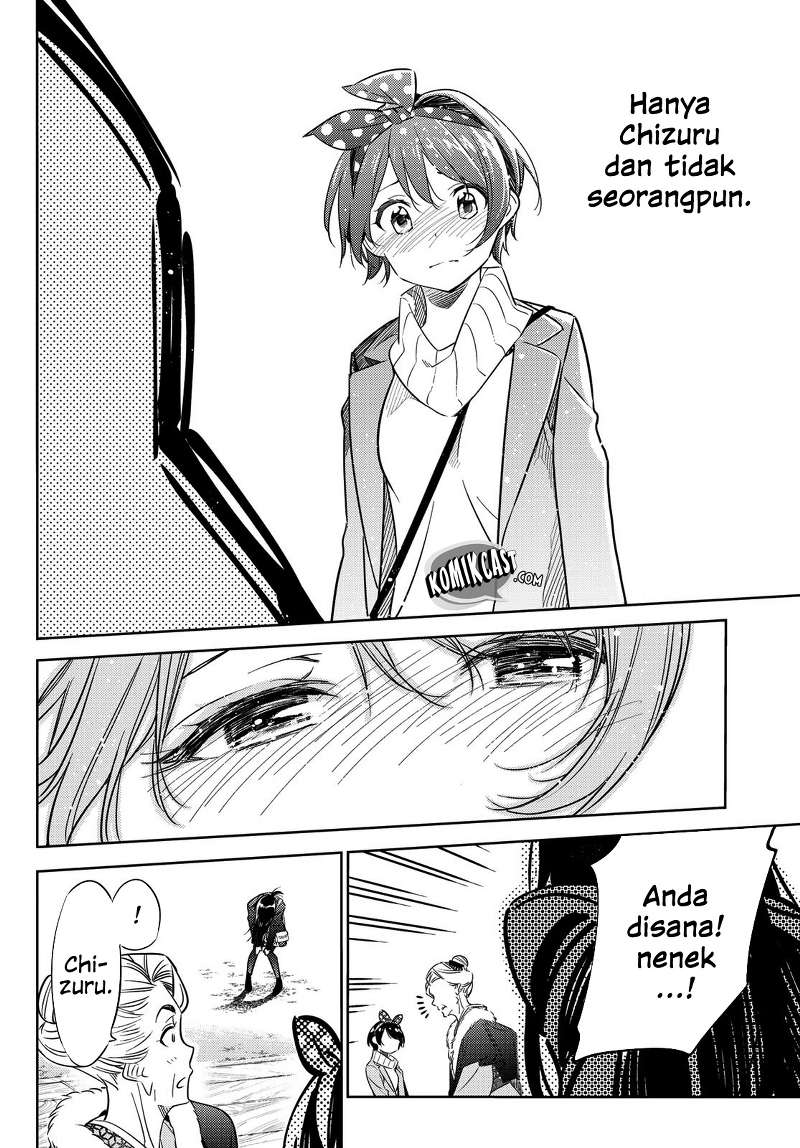 Hanya
Chizuru
dan tidak
seorangpun.
KOMIKCAST
.COM
Anda
disana!
nenek
...!
!
Chi-
zuru.